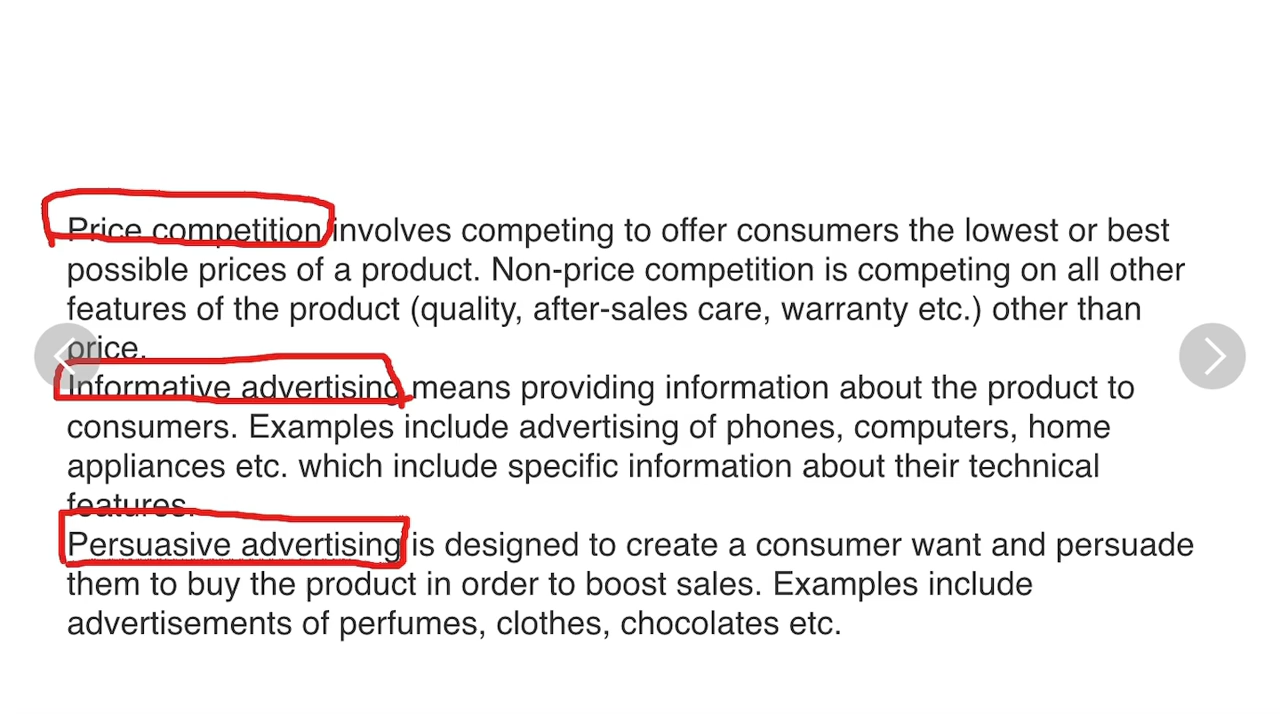 Price competition involves competing to offer consumers the lowest or best
possible prices of a product. Non-price competition is competing on all other
features of the product (quality, after-sales care, warranty etc.) other than
price.
Informative advertising means providing information about the product to
consumers. Examples include advertising of phones, computers, home
appliances etc. which include specific information about their technical
features.
Persuasive advertising is designed to create a consumer want and persuade
them to buy the product in order to boost sales. Examples include
advertisements of perfumes, clothes, chocolates etc.